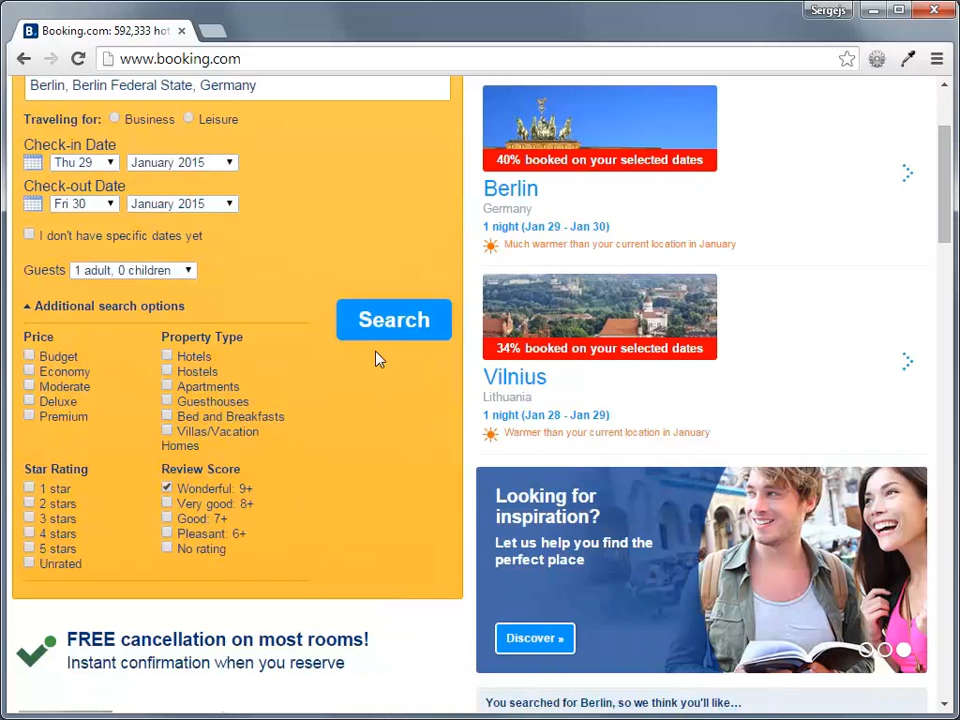 Sergejs
B. Booking.com: 592,333 hot
www.booking.com
Berlin, Berlin Federal State, Germany
Traveling for: Business Leisure
Check-in Date
Thu 29 January 2015
Check-out Date
Fri 30 January 2015
I don't have specific dates yet
Guests 1 adult, 0 children
Additional search options
Search
Price
Budget
Economy
Moderate
Deluxe
Premium
Property Type
Hotels
Hostels
Apartments
Guesthouses
Bed and Breakfasts
Villas/Vacation
Homes
Star Rating
1 star
2 stars
3 stars
4 stars
5 stars
Unrated
Review Score
Wonderful: 9+
Very good: 8+
Good: 7+
Pleasant: 6+
No rating
FREE cancellation on most rooms!
Instant confirmation when you reserve
40% booked on your selected dates
Berlin
Germany
1 night (Jan 29 - Jan 30)
Much warmer than your current location in January
34% booked on your selected dates
Vilnius
Lithuania
1 night (Jan 28 - Jan 29)
Warmer than your current location in January
Looking for
inspiration?
Let us help you find the
perfect place
Discover »
You searched for Berlin, so we think you'll like…